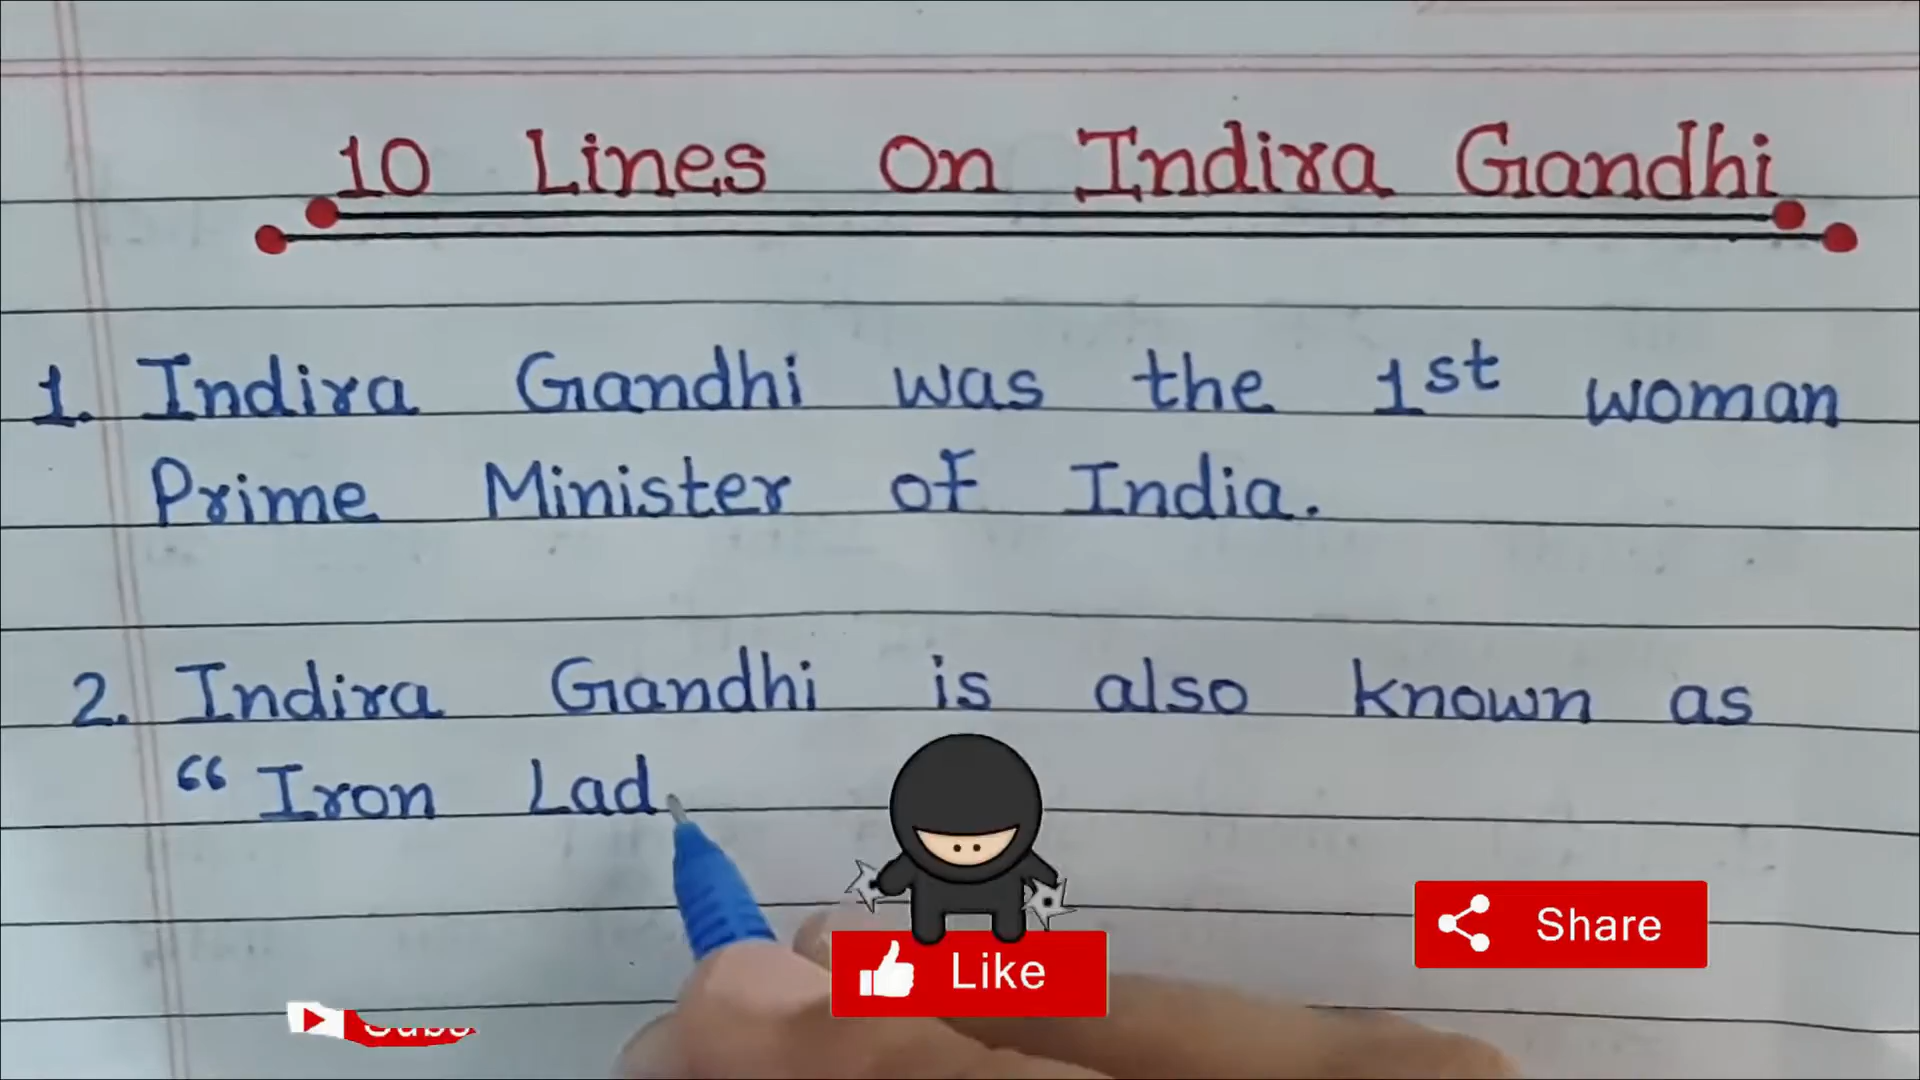 10 Lines On Indira Gandhi
1. Indira Gandhi was the 1st woman
Prime Minister of India.
2. Indira Gandhi is also known as
“Iron Lad
Like
Share